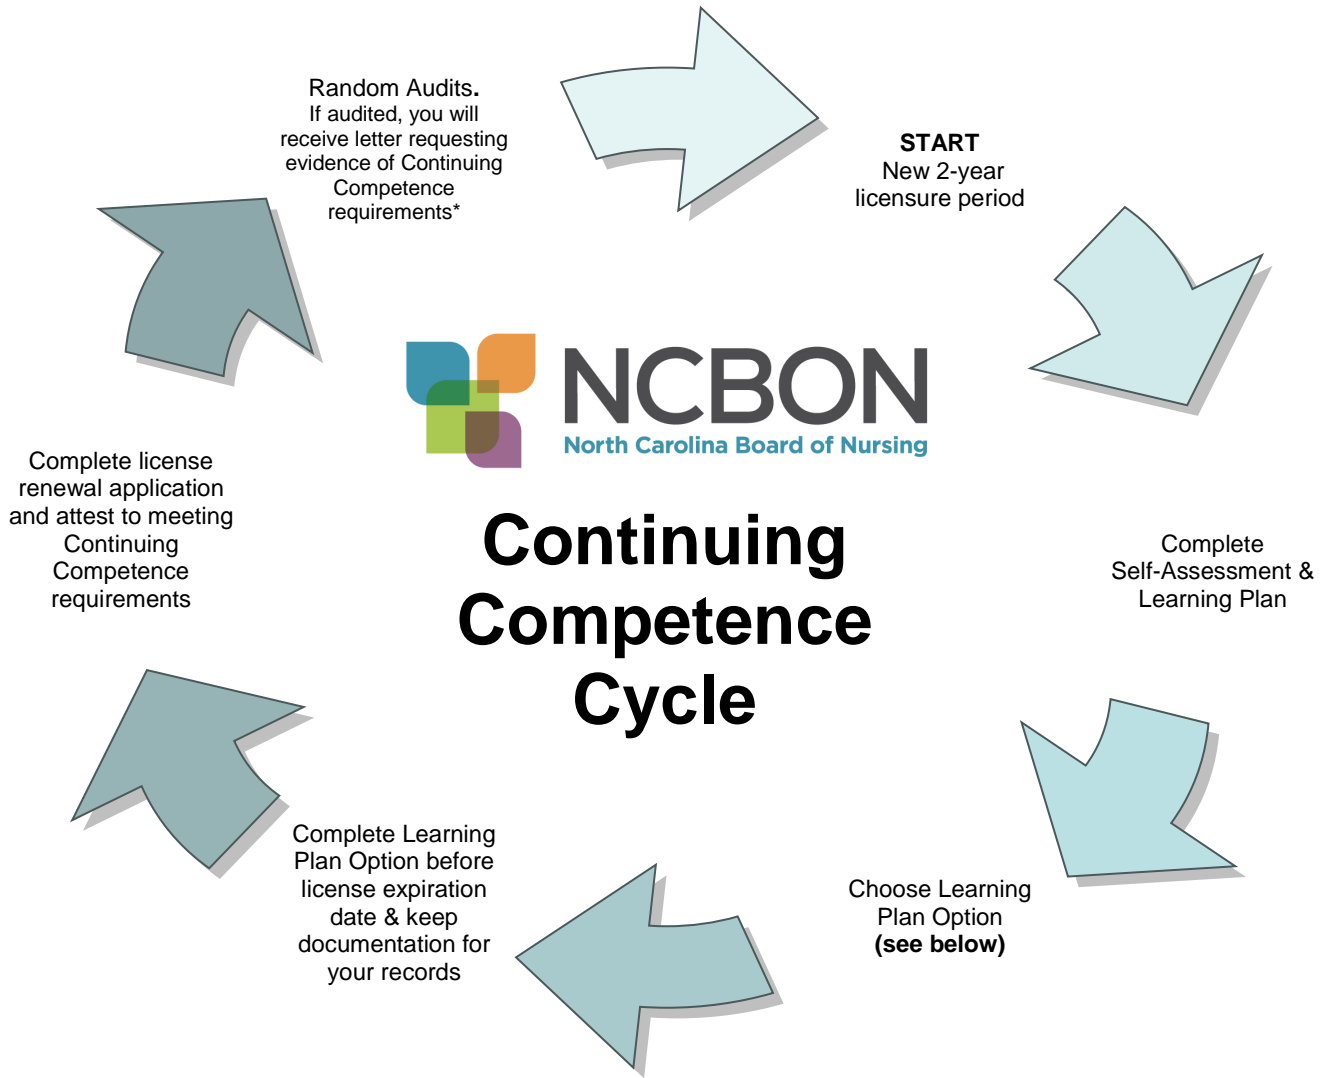 Random Audits.
If audited, you will
receive letter requesting
evidence of Continuing
Competence
requirements*
START
New 2-year
licensure period
NCBON
North Carolina Board of Nursing
Continuing
Competence
Cycle
Complete
Self-Assessment &
Learning Plan
Choose Learning
Plan Option
(see below)
Complete Learning
Plan Option before
license expiration
date & keep
documentation for
your records
Complete license
renewal application
and attest to meeting
Continuing
Competence
requirements